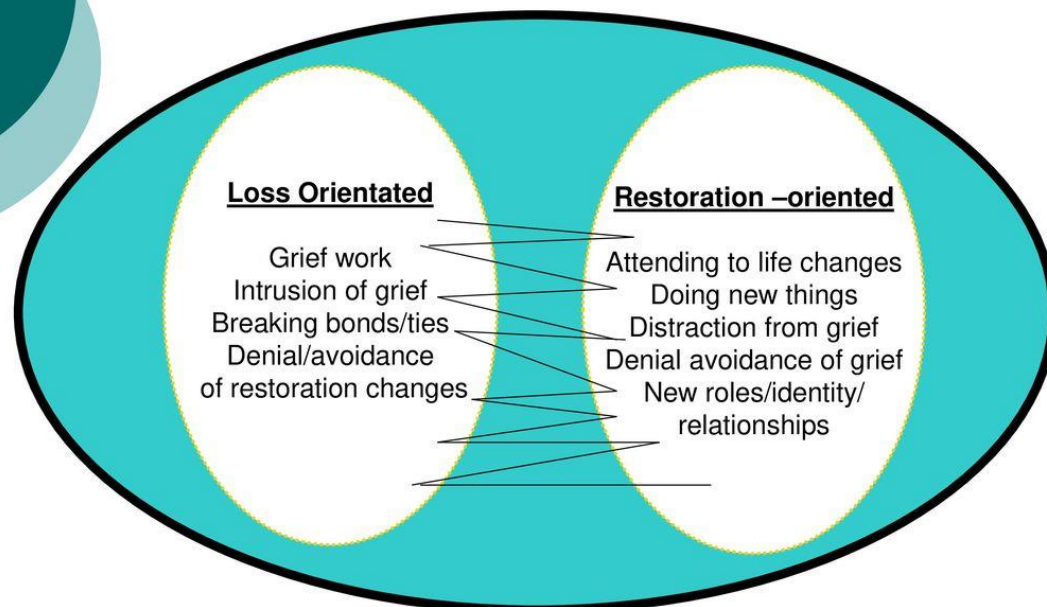 Loss Orientated
Grief work
Intrusion of grief
Breaking bonds/ties
Denial/avoidance
of restoration changes
Restoration –oriented
Attending to life changes
Doing new things
Distraction from grief
Denial avoidance of grief
New roles/identity/
relationships